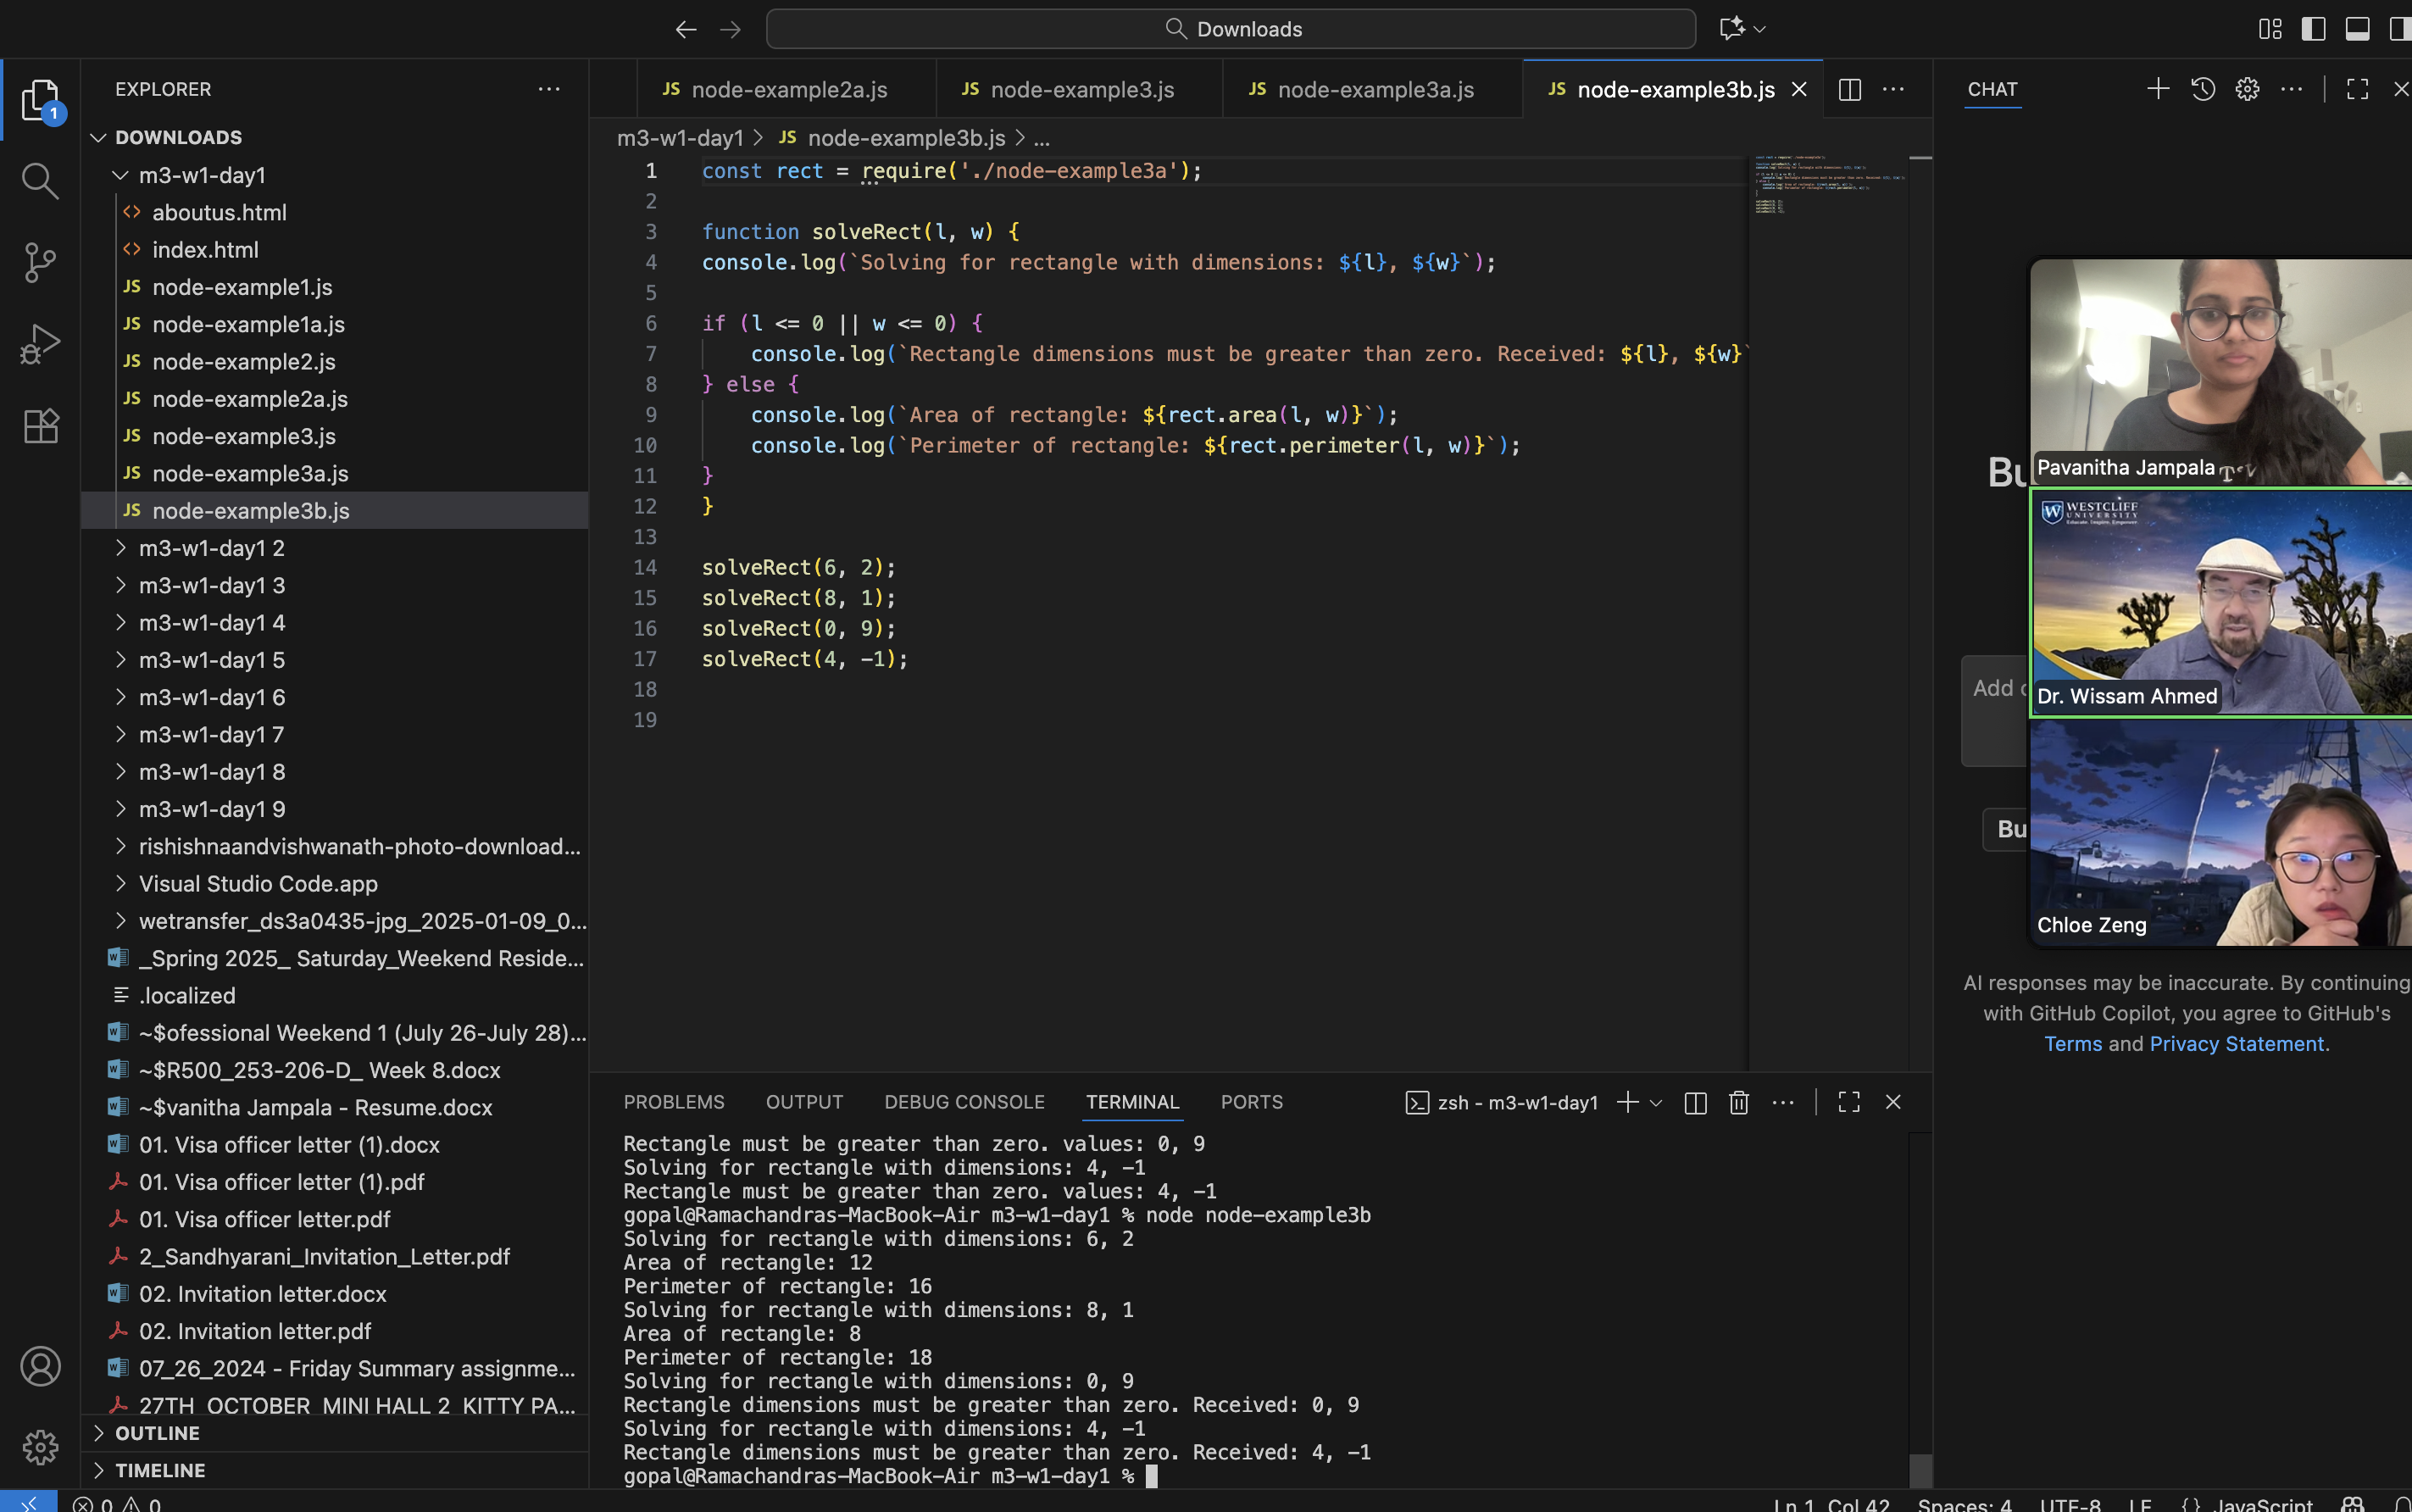 Downloads
EXPLORER
DOWNLOADS
m3-w1-day1
aboutus.html
index.html
JS node-example1.js
JS node-example1a.js
JS node-example2.js
JS node-example2a.js
JS node-example3.js
JS node-example3a.js
JS node-example3b.js
m3-w1-day1 2
m3-w1-day1 3
m3-w1-day1 4
m3-w1-day1 5
m3-w1-day1 6
m3-w1-day1 7
m3-w1-day1 8
m3-w1-day1 9
rishishnaandvishwanath-photo-download...
Visual Studio Code.app
wetransfer_ds3a0435-jpg_2025-01-09_0...
_Spring 2025_ Saturday_Weekend Reside...
.localized
~$ofessional Weekend 1 (July 26-July 28)...
~$R500_253-206-D_ Week 8.docx
~$vanitha Jampala - Resume.docx
01. Visa officer letter (1).docx
01. Visa officer letter (1).pdf
01. Visa officer letter.pdf
2_Sandhyarani_Invitation_Letter.pdf
02. Invitation letter.docx
02. Invitation letter.pdf
07_26_2024 - Friday Summary assignme...
27TH_OCTOBER_MINI HALL 2_KITTY PA...
OUTLINE
TIMELINE
1
JS node-example2a.js
JS node-example3.js
JS node-example3a.js
JS node-example3b.js
m3-w1-day1 > JS node-example3b.js > ...
1 const rect = require('./node-example3a');
2
3 function solveRect(l, w) {
4 console.log(`Solving for rectangle with dimensions: ${l}, ${w}`);
5
6 if (l <= 0 || w <= 0) {
7 console.log(`Rectangle dimensions must be greater than zero. Received: ${l}, ${w}`
8 } else {
9 console.log(`Area of rectangle: ${rect.area(l, w)}`);
10 console.log(`Perimeter of rectangle: ${rect.perimeter(l, w)}`);
11 }
12 }
13
14 solveRect(6, 2);
15 solveRect(8, 1);
16 solveRect(0, 9);
17 solveRect(4, -1);
18
19
PROBLEMS OUTPUT DEBUG CONSOLE TERMINAL PORTS
zsh - m3-w1-day1
Rectangle must be greater than zero. values: 0, 9
Solving for rectangle with dimensions: 4, -1
Rectangle must be greater than zero. values: 4, -1
gopal@Ramachandras-MacBook-Air m3-w1-day1 % node node-example3b
Solving for rectangle with dimensions: 6, 2
Area of rectangle: 12
Perimeter of rectangle: 16
Solving for rectangle with dimensions: 8, 1
Area of rectangle: 8
Perimeter of rectangle: 18
Solving for rectangle with dimensions: 0, 9
Rectangle dimensions must be greater than zero. Received: 0, 9
Solving for rectangle with dimensions: 4, -1
Rectangle dimensions must be greater than zero. Received: 4, -1
gopal@Ramachandras-MacBook-Air m3-w1-day1 %
CHAT
Bu
Pavanitha Jampala
WESTCLIFF
UNIVERSITY
Educate. Inspire. Empower.
Dr. Wissam Ahmed
Add
Bu
Chloe Zeng
AI responses may be inaccurate. By continuing
with GitHub Copilot, you agree to GitHub's
Terms and Privacy Statement.
0 0
Ln 1, Col 42 Spaces: 4 UTF-8 LF {} JavaScript